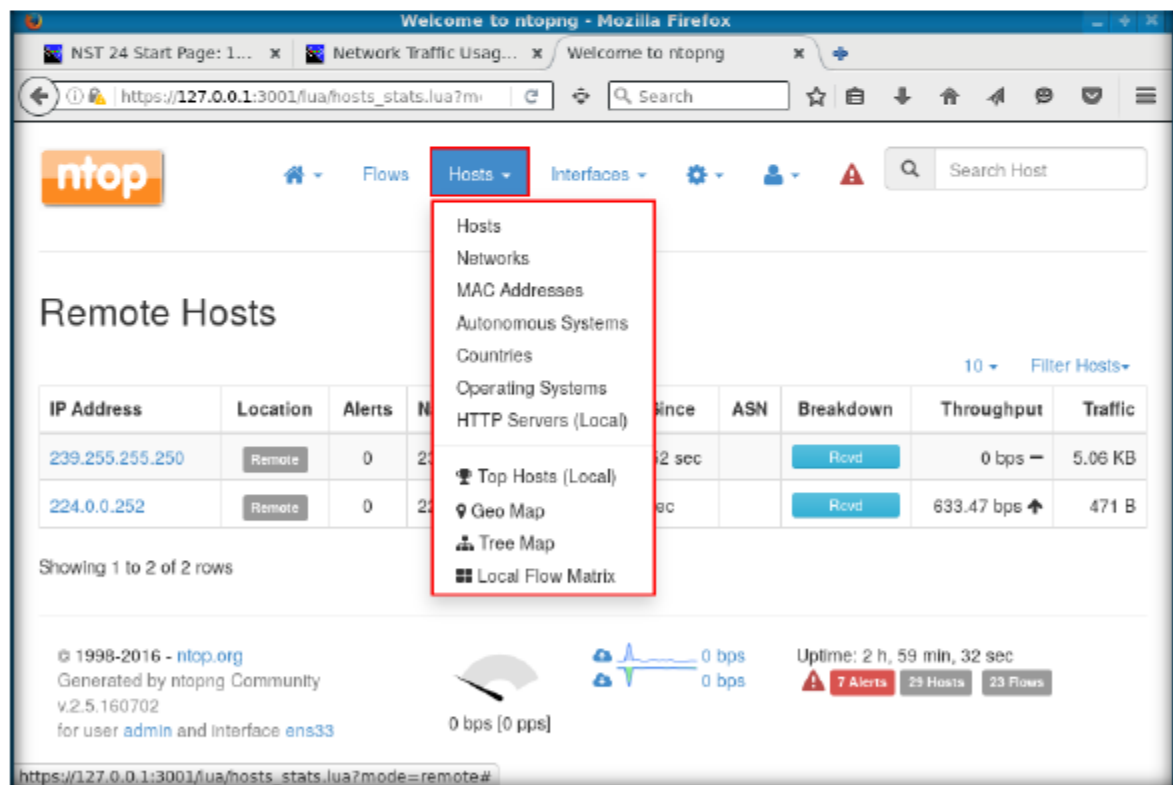 Welcome to ntopng - Mozilla Firefox
NST 24 Start Page: 1... Network Traffic Usag... Welcome to ntopng
https://127.0.0.1:3001/lua/hosts_stats.lua?m Search
ntop Flows Hosts Interfaces Search Host
Hosts
Networks
MAC Addresses
Autonomous Systems
Countries
Operating Systems
HTTP Servers (Local)
Top Hosts (Local)
Geo Map
Tree Map
Local Flow Matrix
Remote Hosts
10 Filter Hosts
IP Address Location Alerts Since ASN Breakdown Throughput Traffic
239.255.255.250 Remote 0 2 sec Rcvd 0 bps 5.06 KB
224.0.0.252 Remote 0 Rcvd 633.47 bps 471 B
Showing 1 to 2 of 2 rows
© 1998-2016 - ntop.org
Generated by ntopng Community
v.2.5.160702
for user admin and interface ens33
0 bps [0 pps]
0 bps
0 bps
Uptime: 2 h, 59 min, 32 sec
7 Alerts 29 Hosts 23 Flows
https://127.0.0.1:3001/lua/hosts_stats.lua?mode=remote#